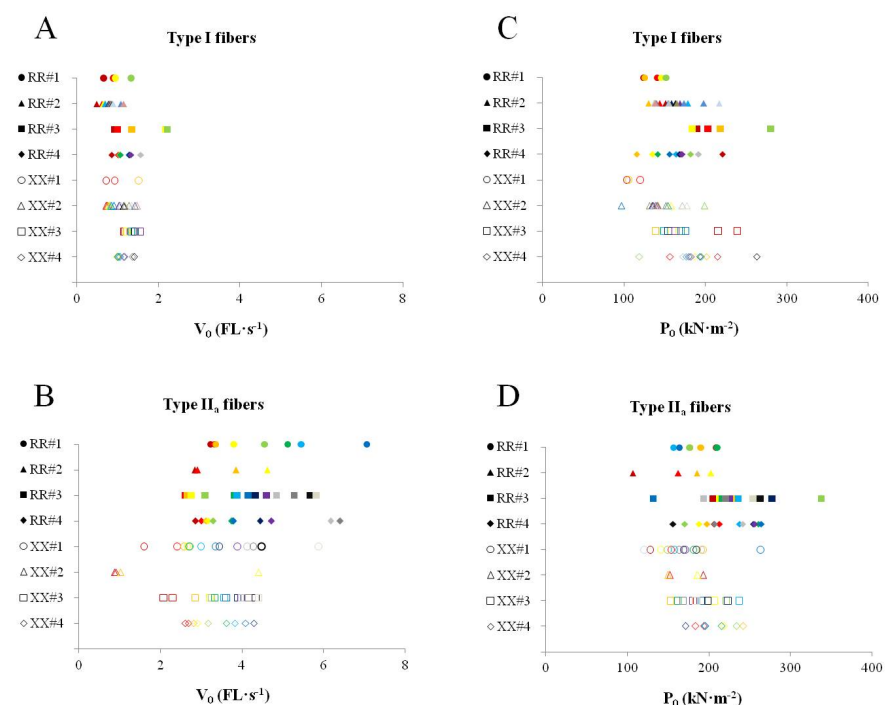 A
Type I fibers
RR#1
RR#2
RR#3
RR#4
XX#1
XX#2
XX#3
XX#4
0 2 4 6 8
V₀ (FL·s⁻¹)
C
Type I fibers
RR#1
RR#2
RR#3
RR#4
XX#1
XX#2
XX#3
XX#4
0 100 200 300 400
P₀ (kN·m⁻²)
B
Type IIₐ fibers
RR#1
RR#2
RR#3
RR#4
XX#1
XX#2
XX#3
XX#4
0 2 4 6 8
V₀ (FL·s⁻¹)
D
Type IIₐ fibers
RR#1
RR#2
RR#3
RR#4
XX#1
XX#2
XX#3
XX#4
0 100 200 300 400
P₀ (kN·m⁻²)